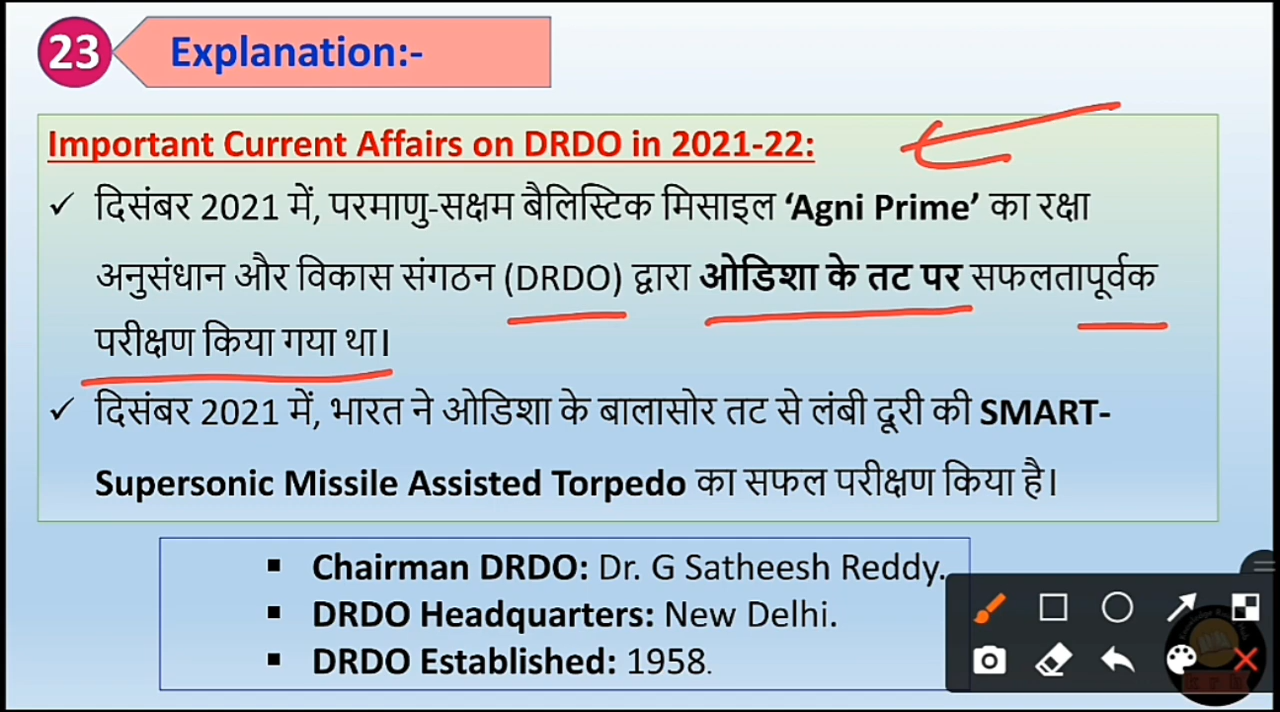 23
Explanation:-
Important Current Affairs on DRDO in 2021-22:
✓ दिसंबर 2021 में, परमाणु-सक्षम बैलिस्टिक मिसाइल ‘Agni Prime’ का रक्षा
अनुसंधान और विकास संगठन (DRDO) द्वारा ओडिशा के तट पर सफलतापूर्वक
परीक्षण किया गया था।
✓ दिसंबर 2021 में, भारत ने ओडिशा के बालासोर तट से लंबी दूरी की SMART-
Supersonic Missile Assisted Torpedo का सफल परीक्षण किया है।
▪ Chairman DRDO: Dr. G Satheesh Reddy.
▪ DRDO Headquarters: New Delhi.
▪ DRDO Established: 1958.